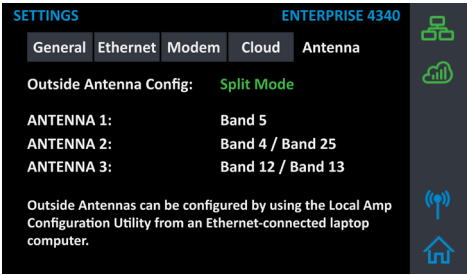 SETTINGS ENTERPRISE 4340
General Ethernet Modem Cloud Antenna
Outside Antenna Config: Split Mode
ANTENNA 1: Band 5
ANTENNA 2: Band 4 / Band 25
ANTENNA 3: Band 12 / Band 13
Outside Antennas can be configured by using the Local Amp
Configuration Utility from an Ethernet-connected laptop
computer.